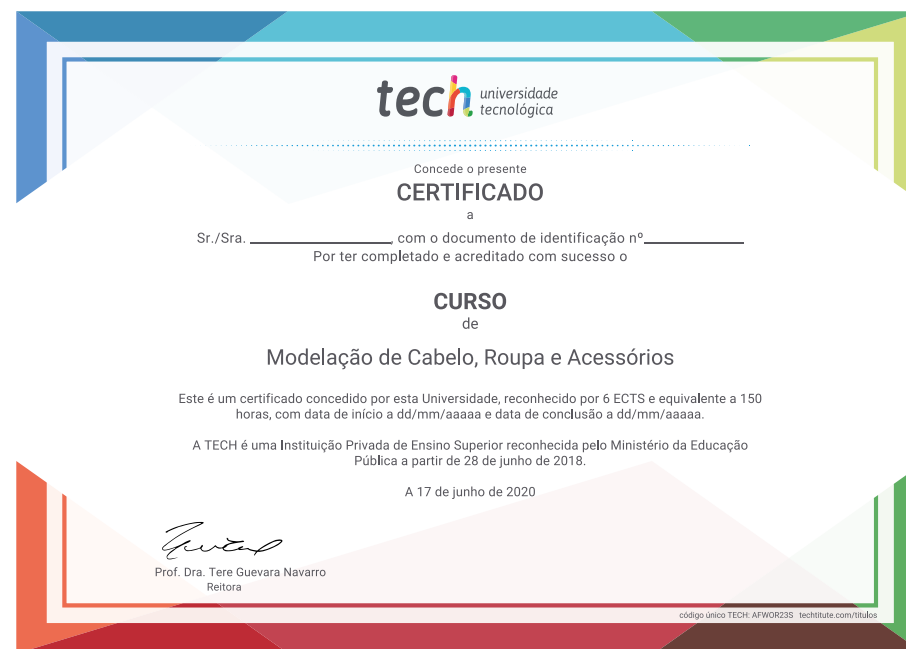 tech universidade
tecnológica
Concede o presente
CERTIFICADO
a
Sr./Sra. __________________, com o documento de identificação nº____________
Por ter completado e acreditado com sucesso o
CURSO
de
Modelação de Cabelo, Roupa e Acessórios
Este é um certificado concedido por esta Universidade, reconhecido por 6 ECTS e equivalente a 150
horas, com data de início a dd/mm/aaaaa e data de conclusão a dd/mm/aaaaa.
A TECH é uma Instituição Privada de Ensino Superior reconhecida pelo Ministério da Educação
Pública a partir de 28 de junho de 2018.
A 17 de junho de 2020
Prof. Dra. Tere Guevara Navarro
Reitora
código único TECH: AFWOR23S techtitute.com/titulos